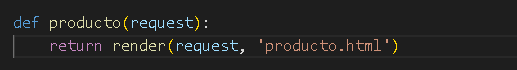 def producto(request):
    return render(request, 'producto.html')